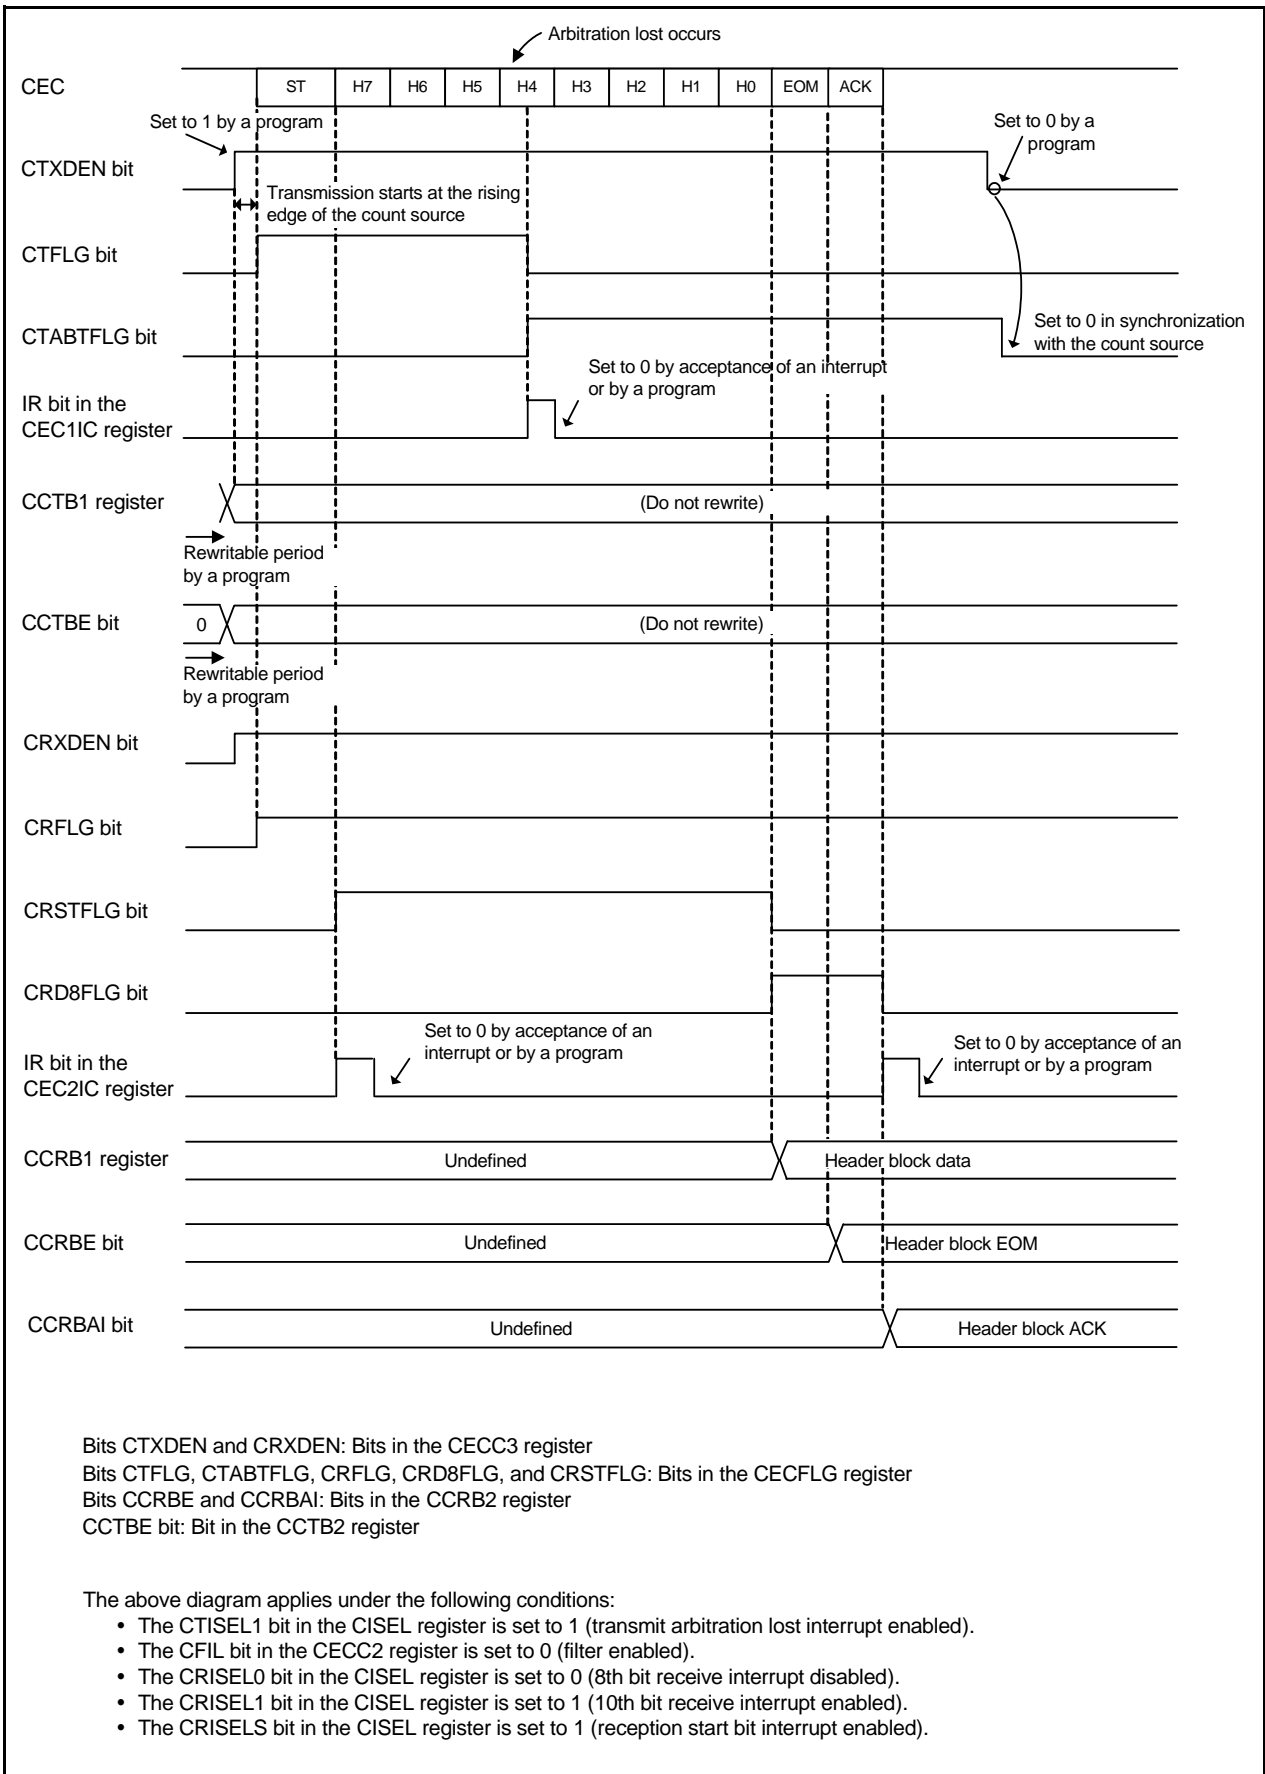 Arbitration lost occurs
CEC
ST H7 H6 H5 H4 H3 H2 H1 H0 EOM ACK
Set to 1 by a program
Set to 0 by a
program
CTXDEN bit
Transmission starts at the rising
edge of the count source
CTFLG bit
CTABTFLG bit
Set to 0 in synchronization
with the count source
Set to 0 by acceptance of an interrupt
or by a program
IR bit in the
CEC1IC register
CCTB1 register
(Do not rewrite)
Rewritable period
by a program
CCTBE bit
0
(Do not rewrite)
Rewritable period
by a program
CRXDEN bit
CRFLG bit
CRSTFLG bit
CRD8FLG bit
Set to 0 by acceptance of an
interrupt or by a program
Set to 0 by acceptance of an
interrupt or by a program
IR bit in the
CEC2IC register
CCRB1 register
Undefined
Header block data
CCRBE bit
Undefined
Header block EOM
CCRBAI bit
Undefined
Header block ACK
Bits CTXDEN and CRXDEN: Bits in the CECC3 register
Bits CTFLG, CTABTFLG, CRFLG, CRD8FLG, and CRSTFLG: Bits in the CECFLG register
Bits CCRBE and CCRBAI: Bits in the CCRB2 register
CCTBE bit: Bit in the CCTB2 register
The above diagram applies under the following conditions:
• The CTISEL1 bit in the CISEL register is set to 1 (transmit arbitration lost interrupt enabled).
• The CFIL bit in the CECC2 register is set to 0 (filter enabled).
• The CRISEL0 bit in the CISEL register is set to 0 (8th bit receive interrupt disabled).
• The CRISEL1 bit in the CISEL register is set to 1 (10th bit receive interrupt enabled).
• The CRISELS bit in the CISEL register is set to 1 (reception start bit interrupt enabled).